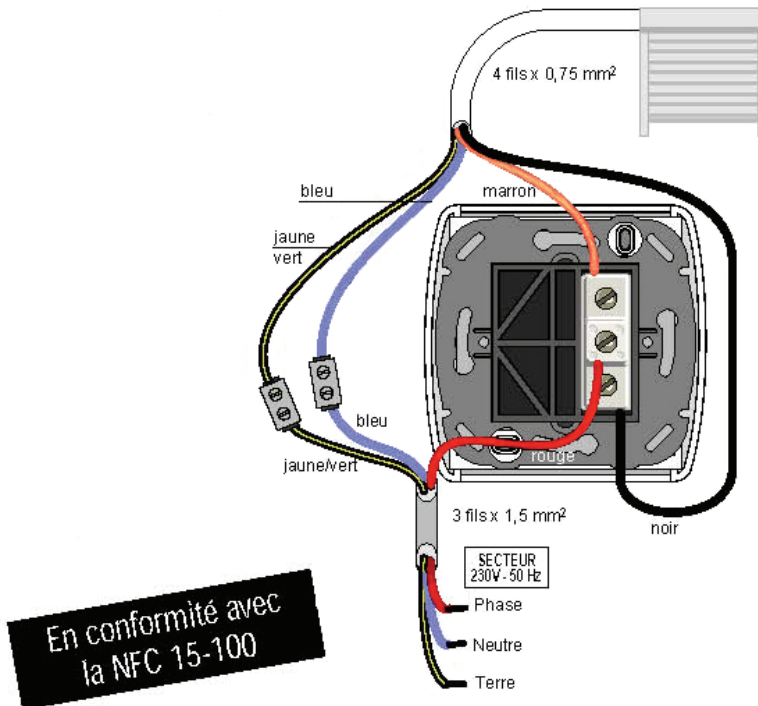 4 fils x 0,75 mm²
bleu
marron
jaune
vert
bleu
jaune/vert
rouge
noir
3 fils x 1,5 mm²
SECTEUR
230V - 50 Hz
Phase
Neutre
Terre
En conformité avec
la NFC 15-100